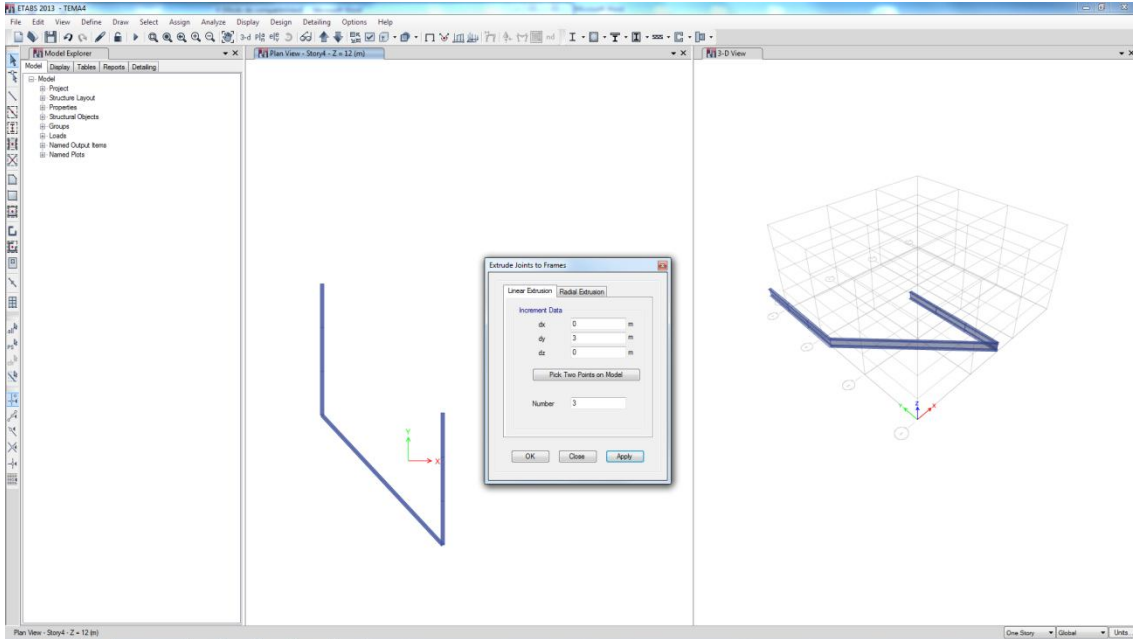 ETABS 2013 - TEMA4
File Edit View Define Draw Select Assign Analyze Display Design Detailing Options Help
3-d
nd
Model Explorer
Plan View - Story4 - Z = 12 (m)
3-D View
Model Display Tables Reports Detailing
Model
Project
Structure Layout
Properties
Structural Objects
Groups
Loads
Named Output Items
Named Plots
Extrude Joints to Frames
Linear Extrusion Radial Extrusion
Increment Data
dx 0 m
dy 3 m
dz 0 m
Pick Two Points on Model
Number 3
OK Close Apply
Y
X
Z
Y X
Plan View - Story4 - Z = 12 (m)
One Story Global Units...